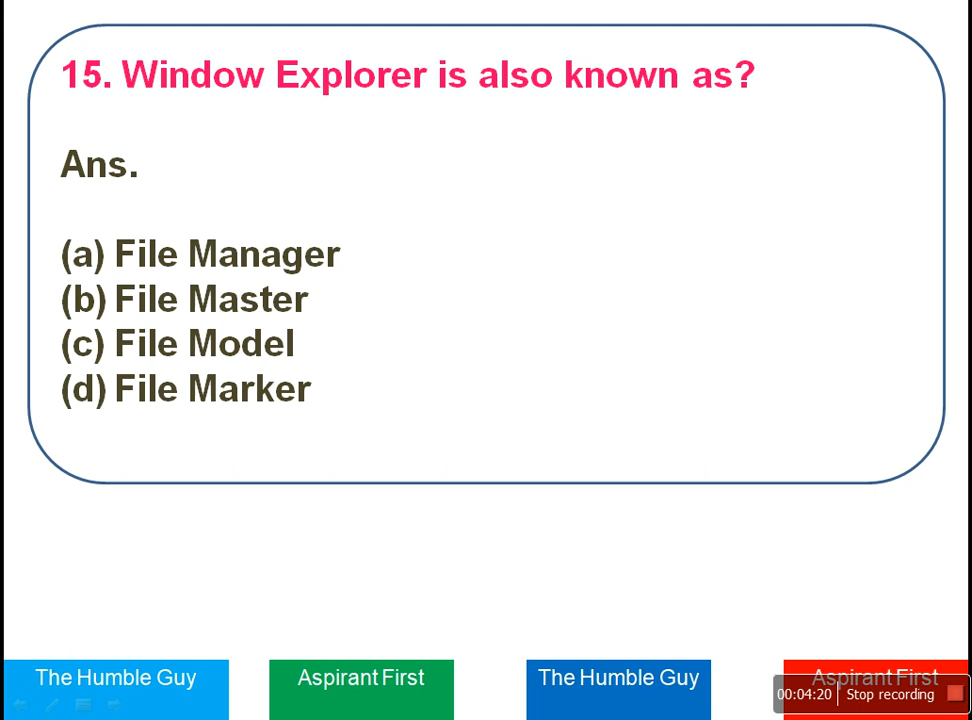 15. Window Explorer is also known as?
Ans.
(a) File Manager
(b) File Master
(c) File Model
(d) File Marker
The Humble Guy
Aspirant First
The Humble Guy
Aspirant First
00:04:20 Stop recording